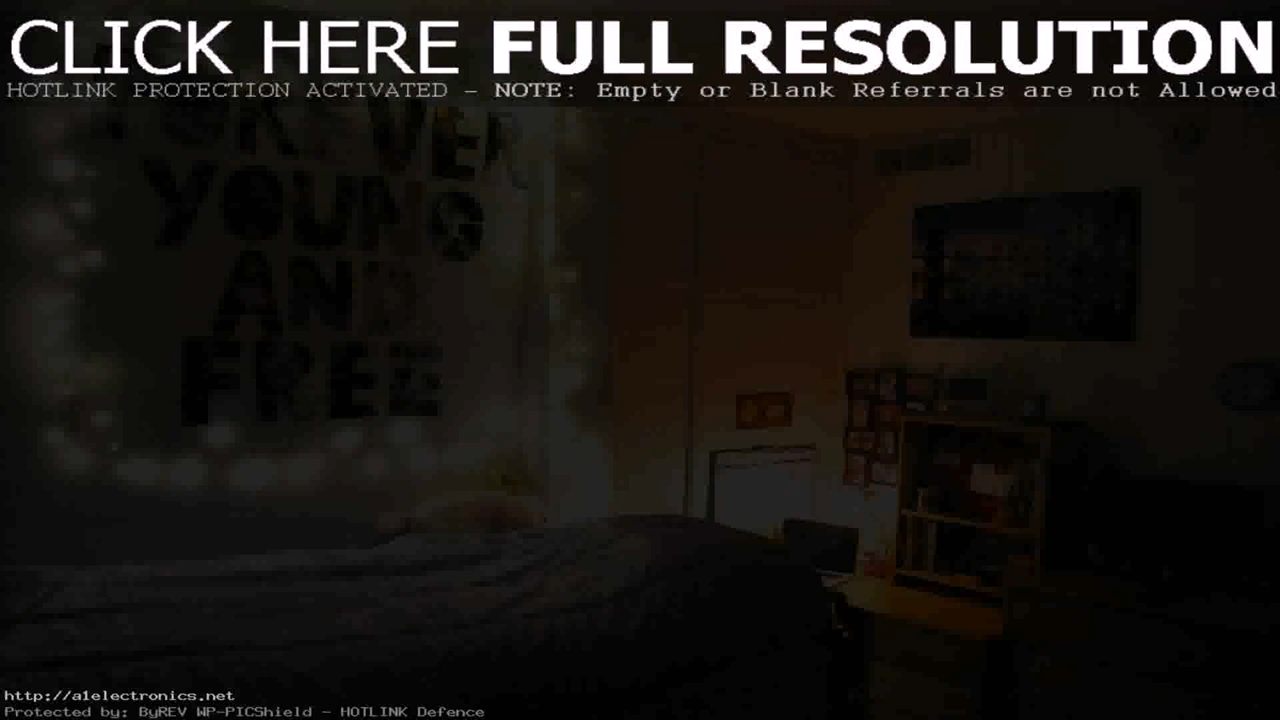 CLICK HERE FULL RESOLUTION
HOTLINK PROTECTION ACTIVATED - NOTE: Empty or Blank Referrals are not Allowed
FOREVER
YOUNG
AND
FREE
http://a1electronics.net
Protected by: ByREV WP-PICShield - HOTLINK Defence